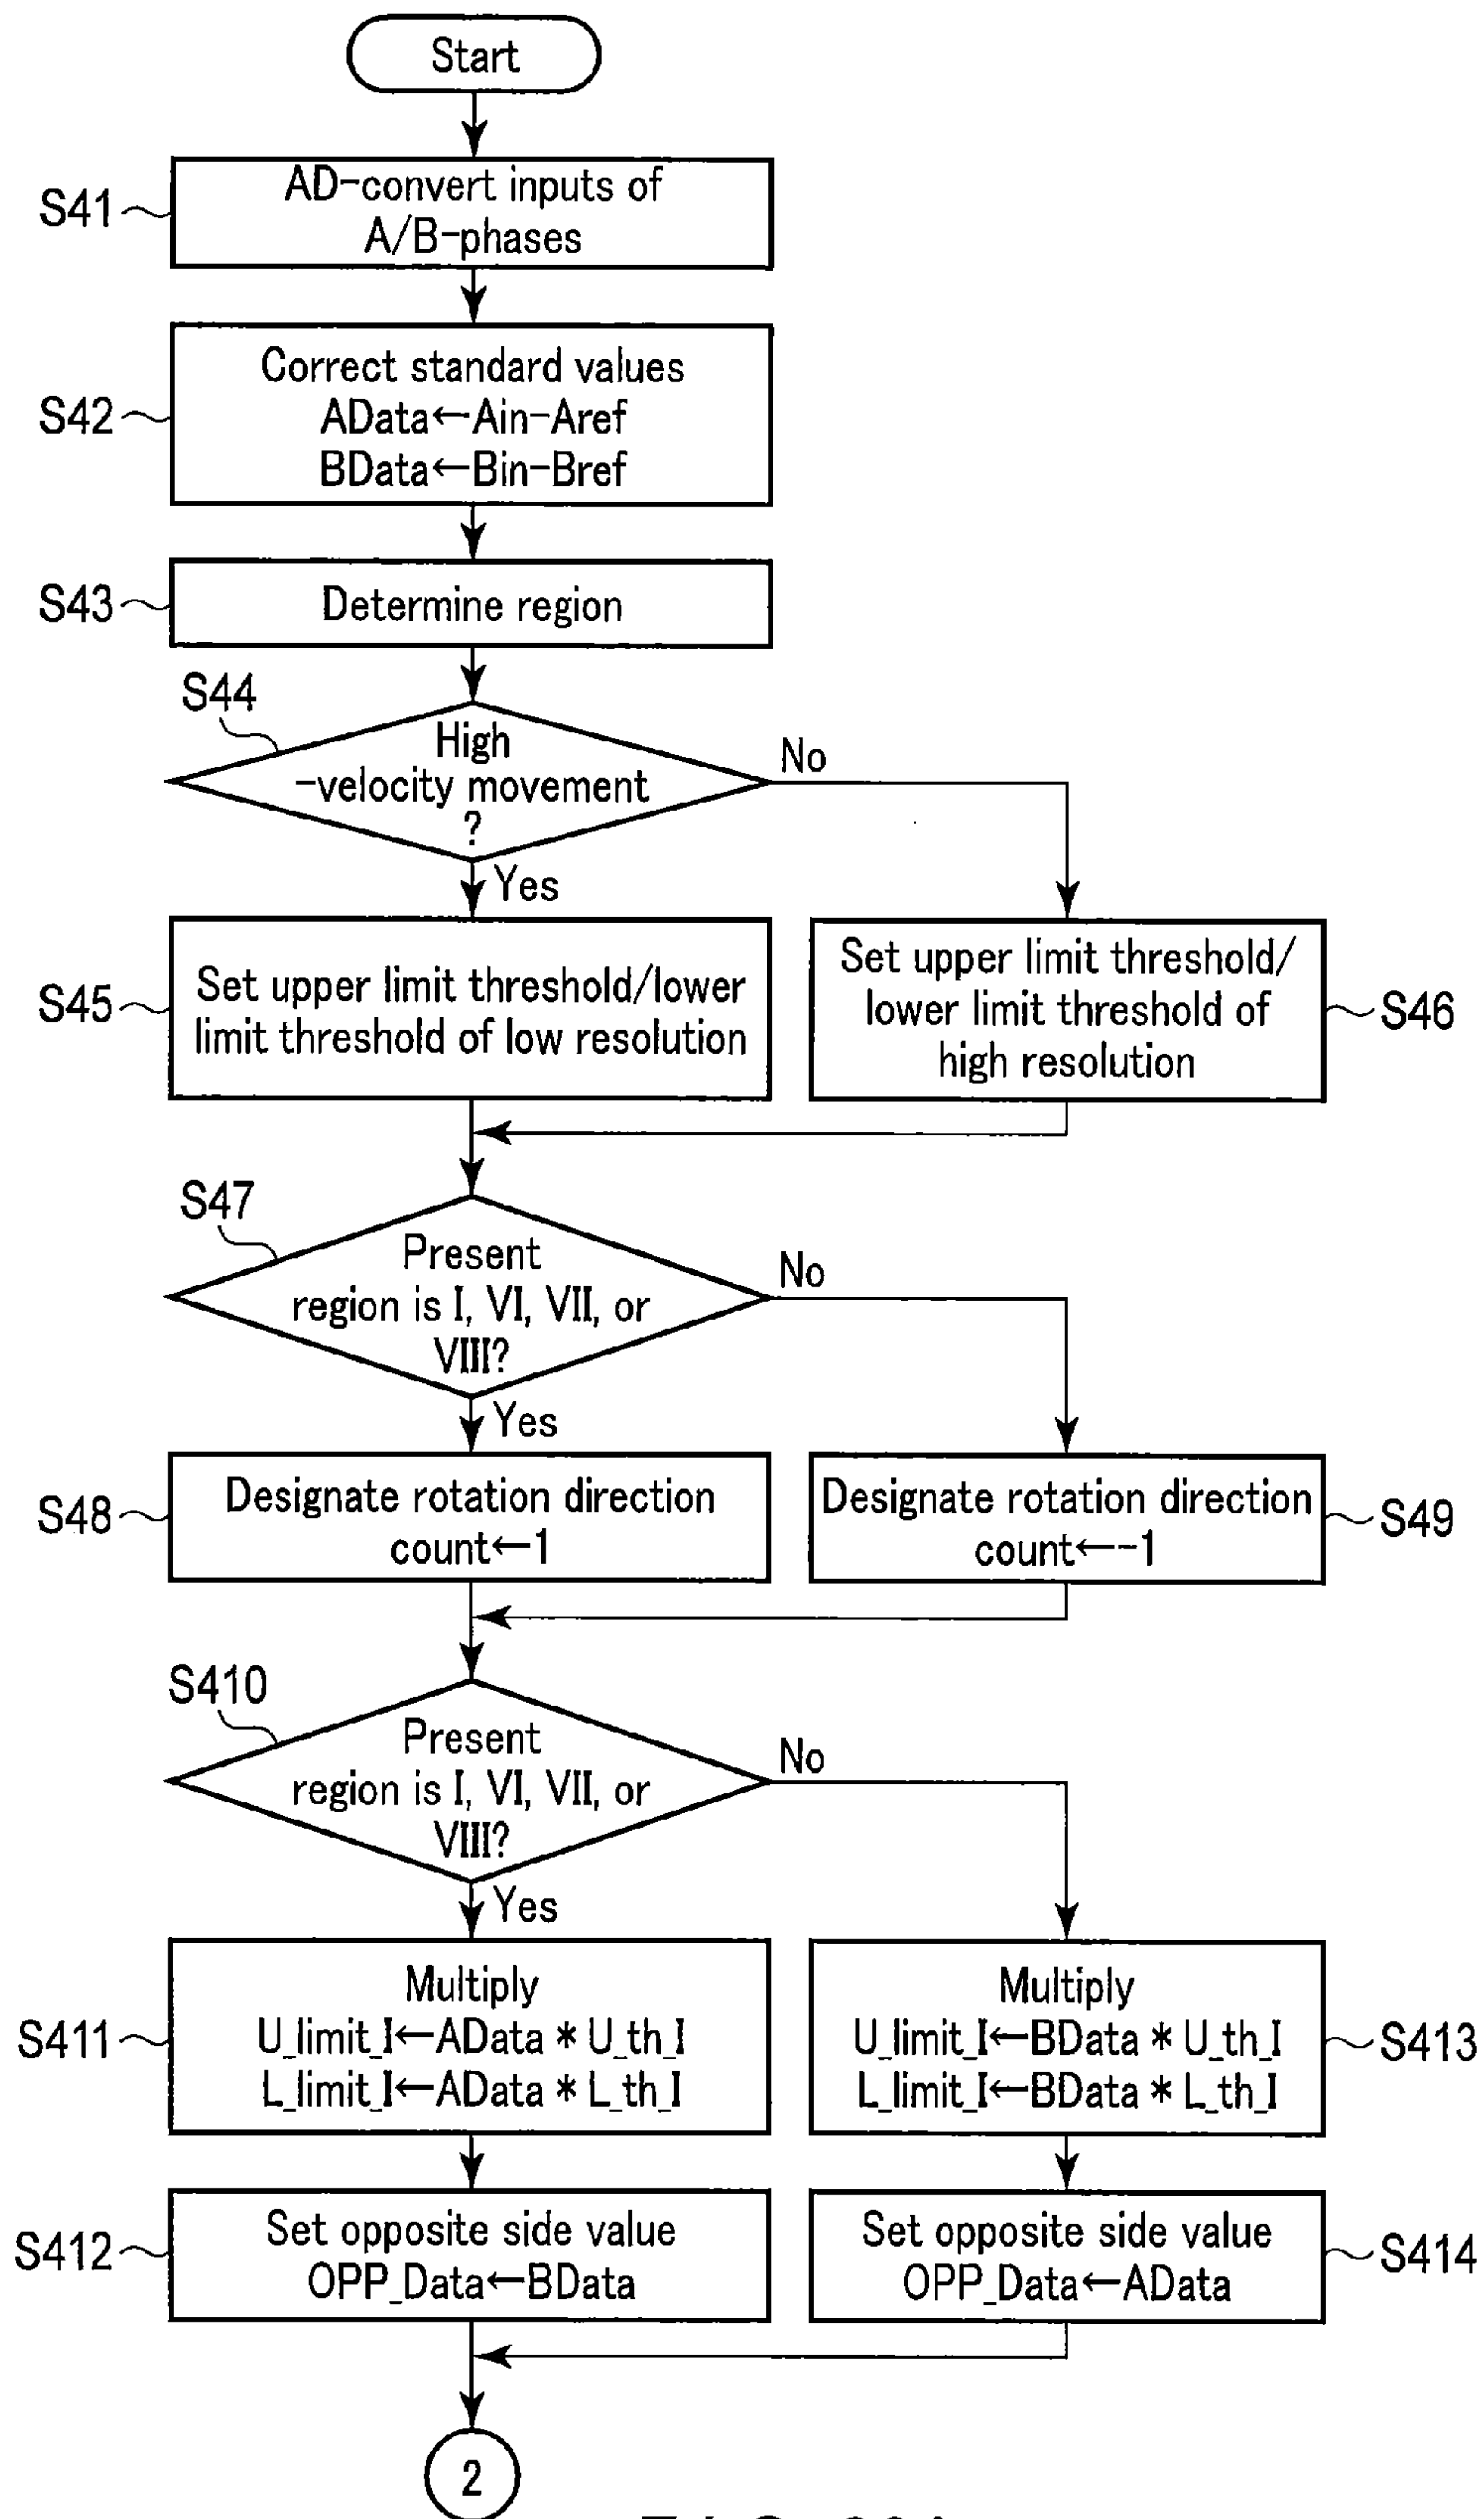 Start
S41
AD-convert inputs of
A/B-phases
S42
Correct standard values
AData←Ain-Aref
BData←Bin-Bref
S43
Determine region
S44
High
-velocity movement
?
No
Yes
S45
Set upper limit threshold/lower
limit threshold of low resolution
Set upper limit threshold/
lower limit threshold of
high resolution
S46
S47
Present
region is I, VI, VII, or
VIII?
No
Yes
S48
Designate rotation direction
count←1
Designate rotation direction
count←-1
S49
S410
Present
region is I, VI, VII, or
VIII?
No
Yes
S411
Multiply
U_limit_I←AData * U_th_I
L_limit_I←AData * L_th_I
Multiply
U_limit_I←BData * U_th_I
L_limit_I←BData * L_th_I
S413
S412
Set opposite side value
OPP_Data←BData
Set opposite side value
OPP_Data←AData
S414
2